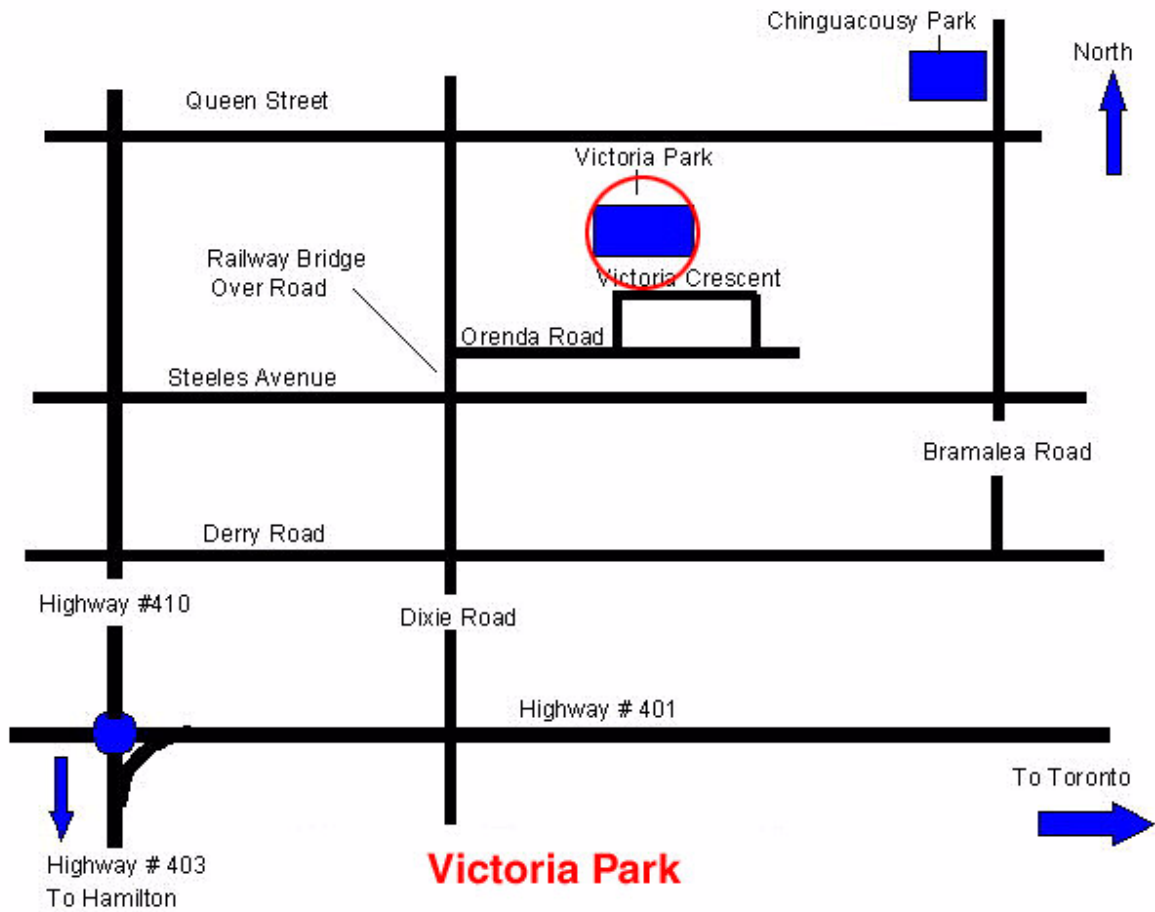 Chinguacousy Park
North
Queen Street
Victoria Park
Railway Bridge
Over Road
Victoria Crescent
Orenda Road
Steeles Avenue
Bramalea Road
Derry Road
Highway #410
Dixie Road
Highway # 401
To Toronto
Highway # 403
To Hamilton
Victoria Park